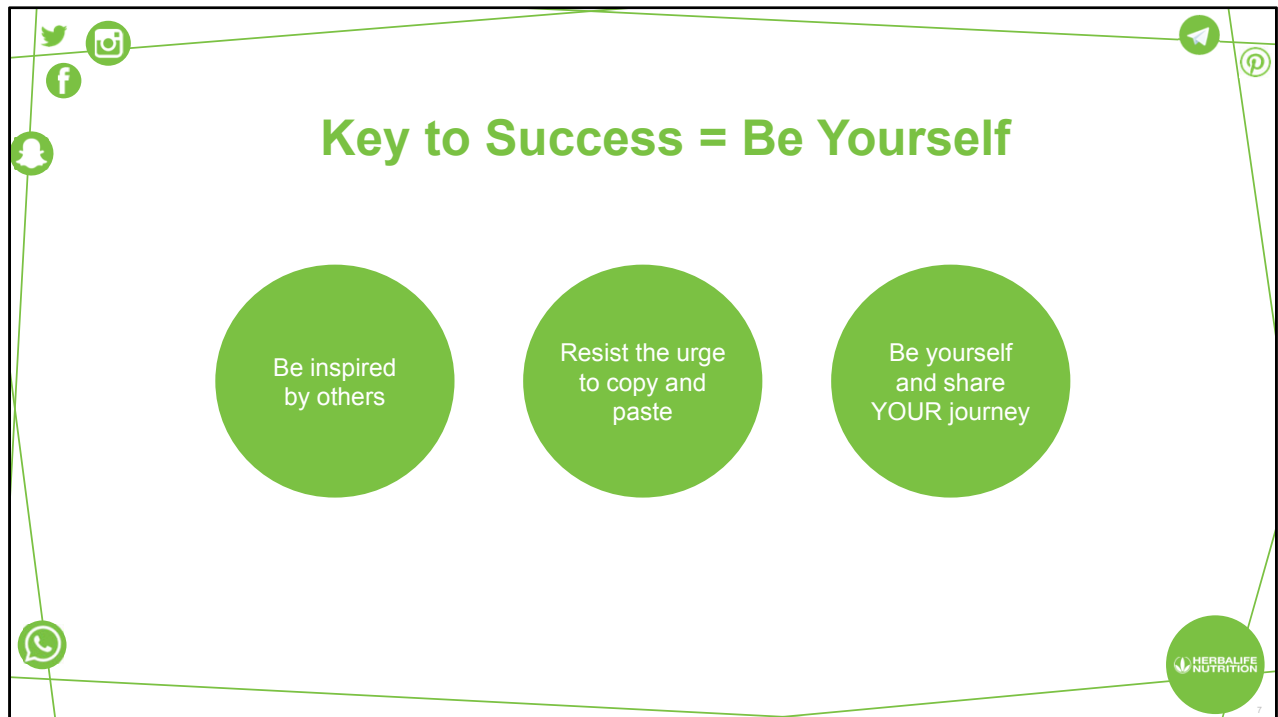 Key to Success = Be Yourself
Be inspired
by others
Resist the urge
to copy and
paste
Be yourself
and share
YOUR journey
HERBALIFE
NUTRITION
7